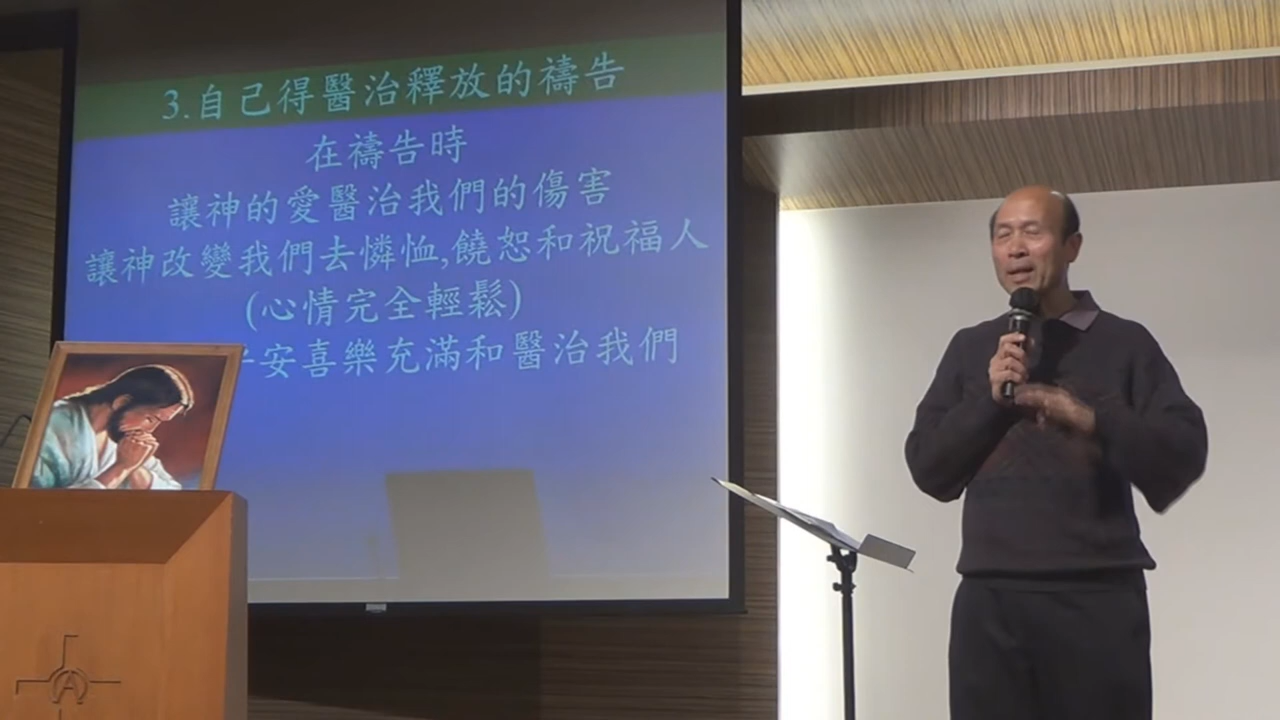 3.自己得醫治釋放的禱告
在禱告時
讓神的愛醫治我們的傷害
讓神改變我們去憐恤,饒恕和祝福人
(心情完全輕鬆)
安喜樂充滿和醫治我們